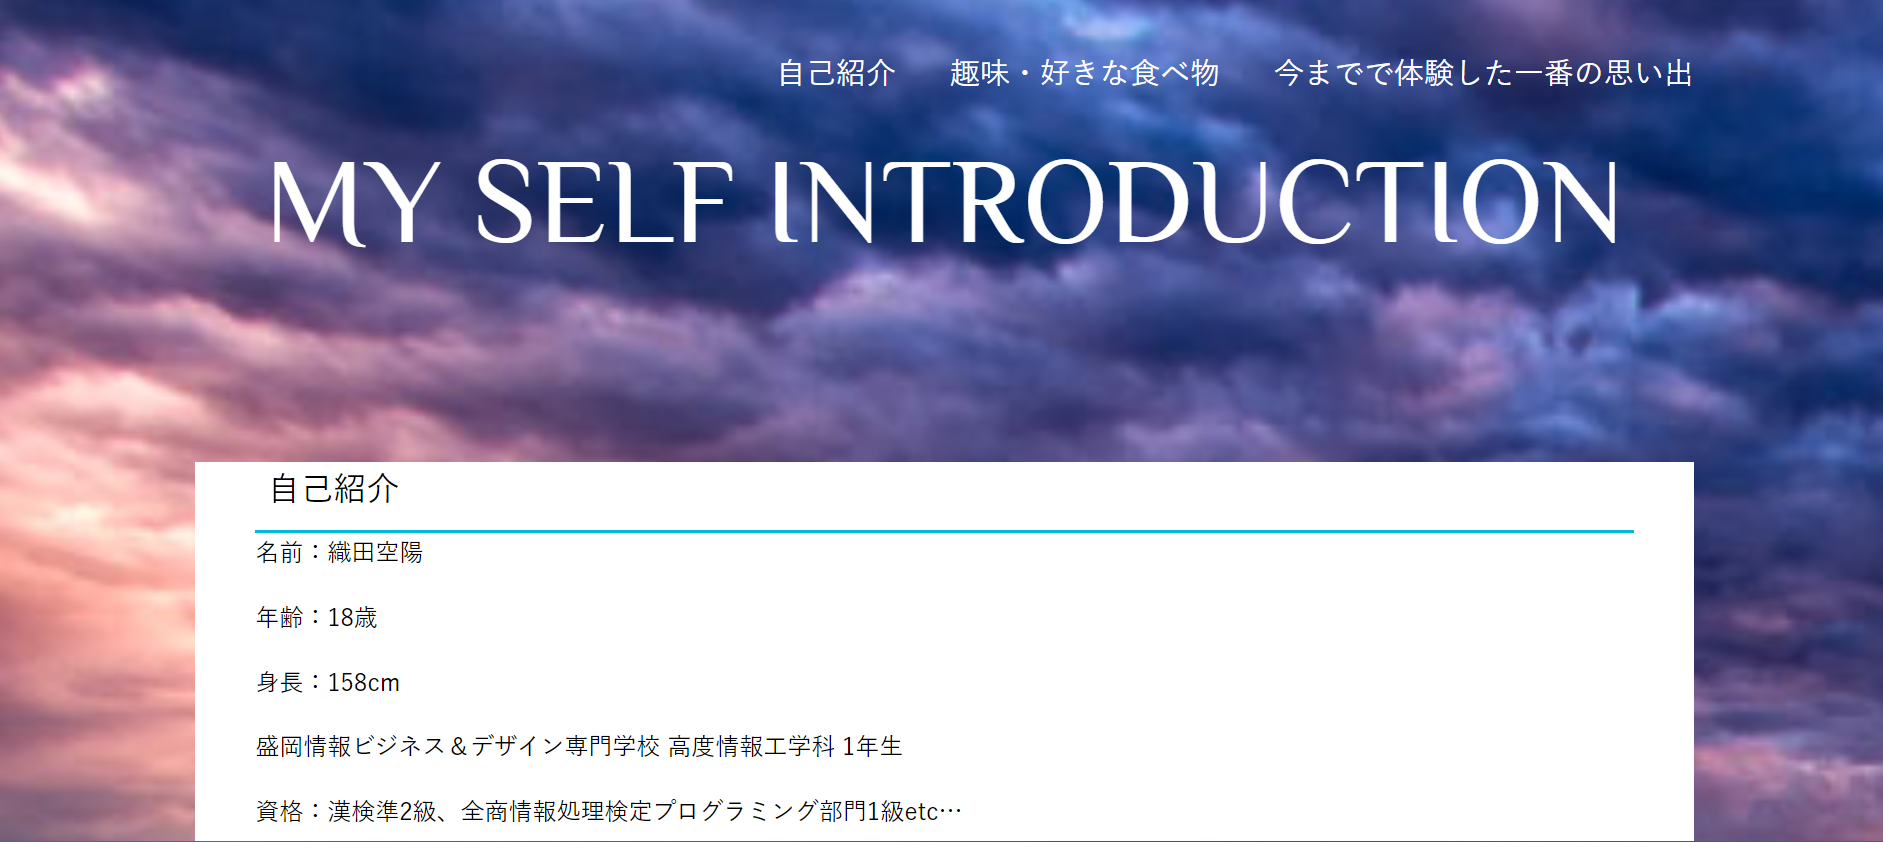 自己紹介 趣味・好きな食べ物 今までで体験した一番の思い出
MY SELF INTRODUCTION
自己紹介
名前：織田空陽
年齢：18歳
身長：158cm
盛岡情報ビジネス＆デザイン専門学校 高度情報工学科 1年生
資格：漢検準2級、全商情報処理検定プログラミング部門1級etc…